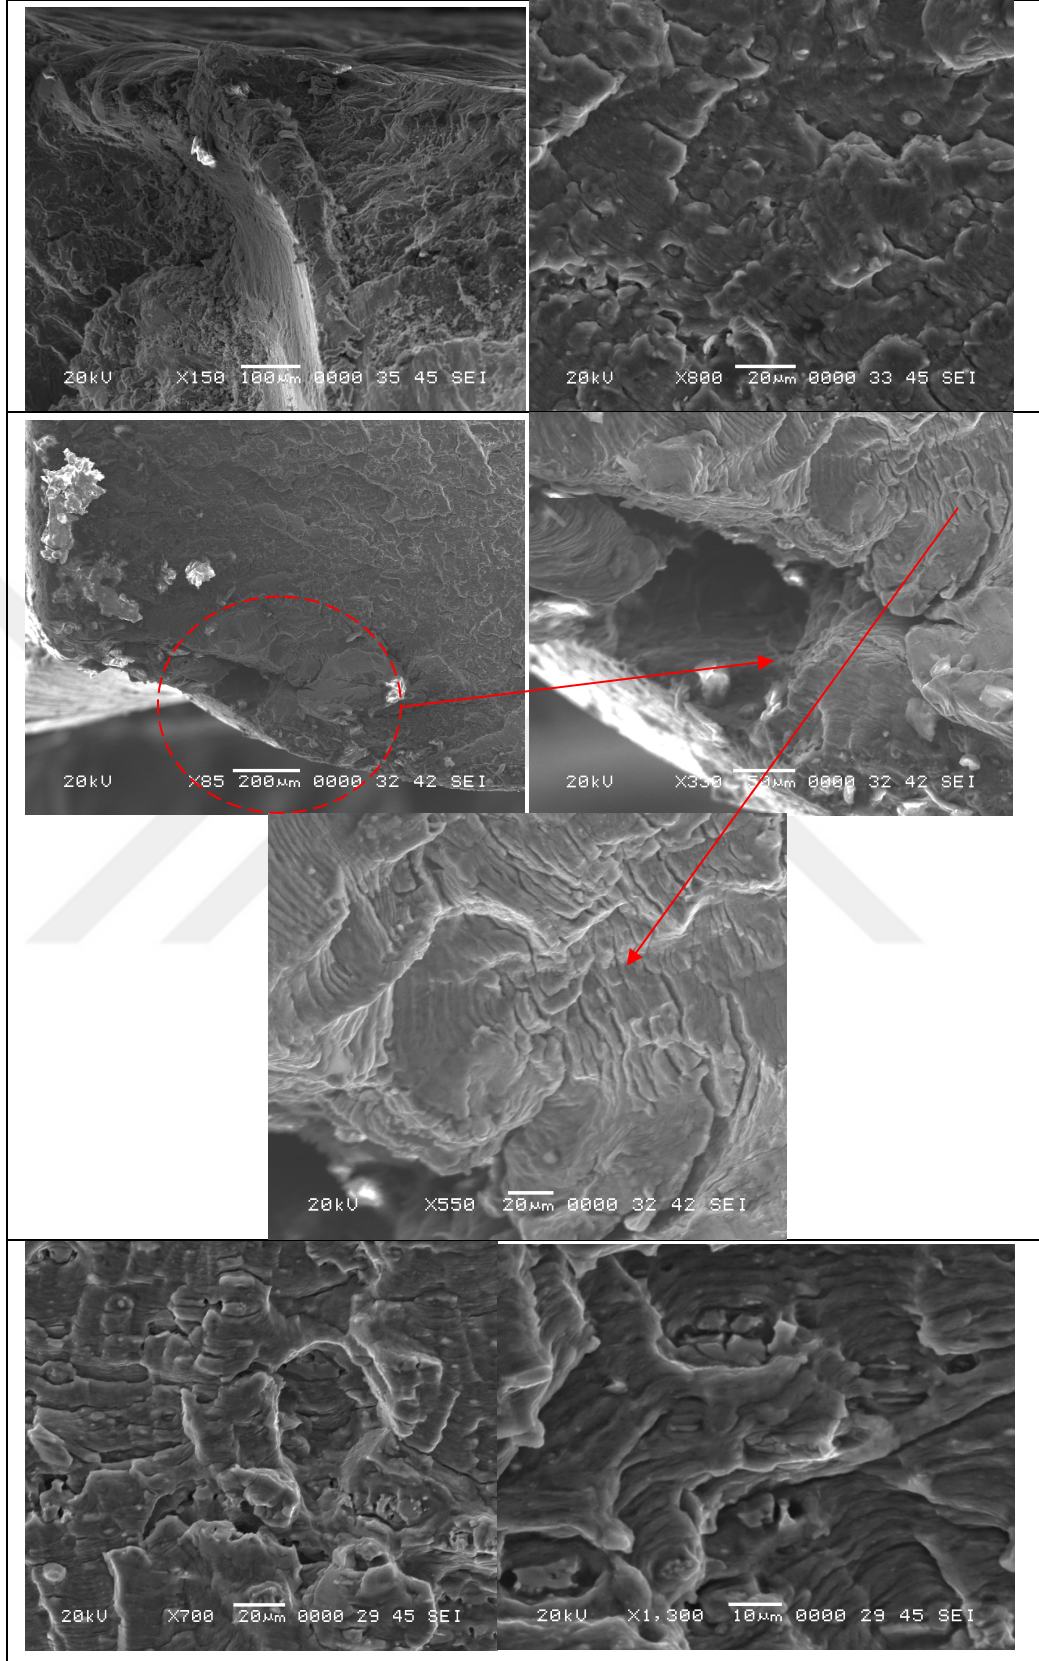 20kV X150 100μm 0000 35 45 SEI
20kV X800 20μm 0000 33 45 SEI
20kV X85 200μm 0000 32 42 SEI
20kV X330 50μm 0000 32 42 SEI
20kV X550 20μm 0000 32 42 SEI
20kV X700 20μm 0000 29 45 SEI
20kV X1,300 10μm 0000 29 45 SEI